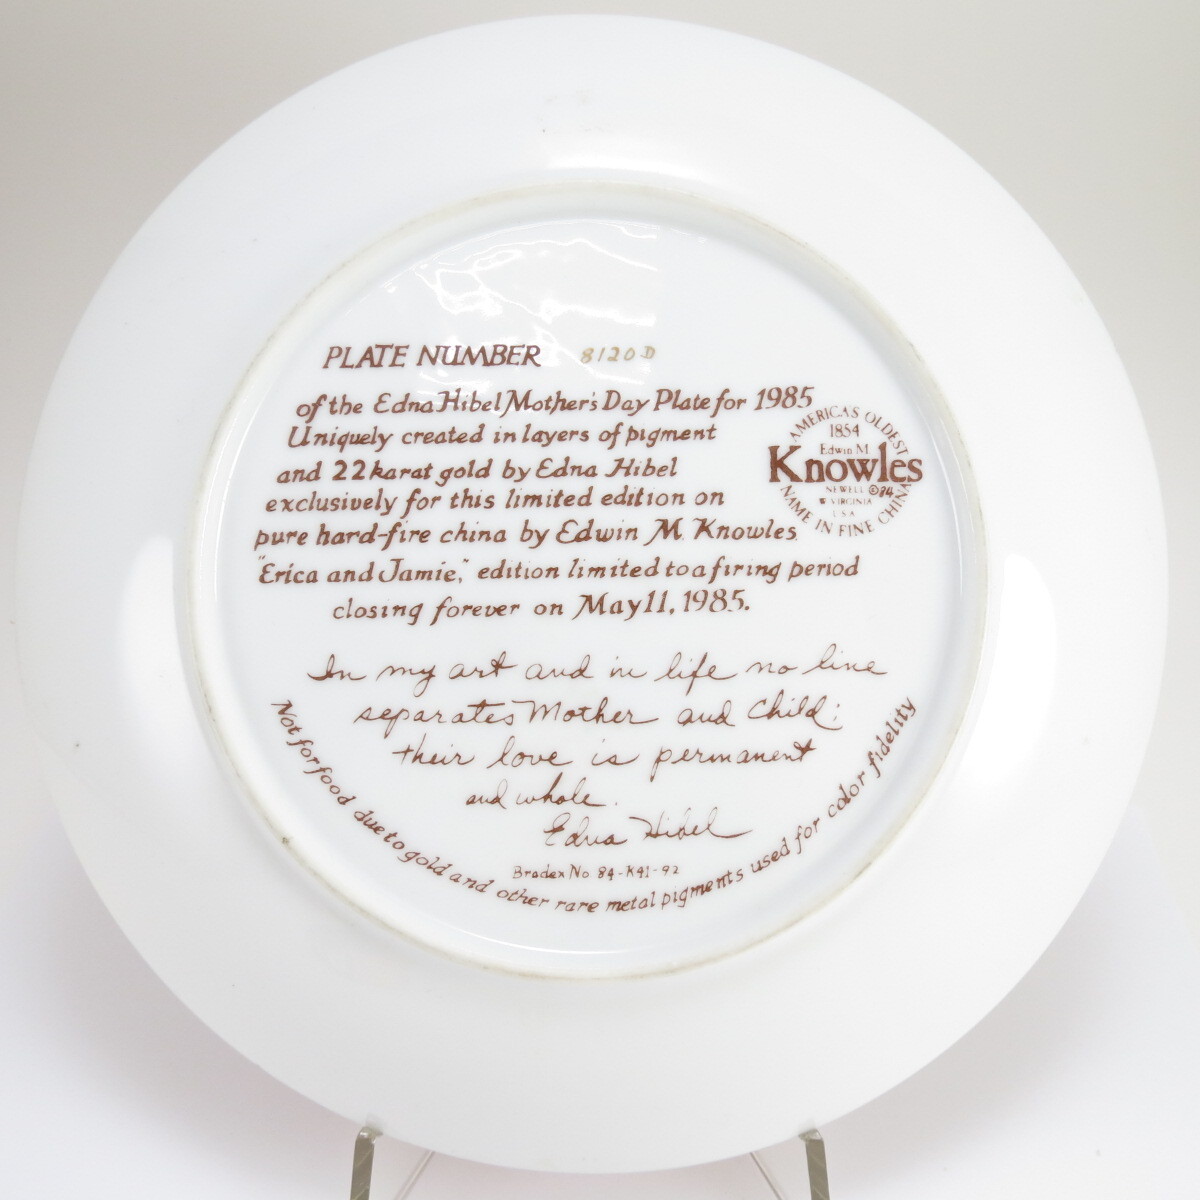 PLATE NUMBER 8120D
of the Edna Hibel Mother's Day Plate for 1985
Uniquely created in layers of pigment
and 22 karat gold by Edna Hibel
exclusively for this limited edition on
pure hard-fire china by Edwin M. Knowles
"Erica and Jamie," edition limited to a firing period
closing forever on May 11, 1985.
AMERICA'S OLDEST
1854
Edwin M
Knowles
NEWELL ©84
W VIRGINIA
U.S.A
NAME IN FINE CHINA
In my art and in life no line
separates Mother and Child:
their love is permanent
and whole.
Edna Hibel
Bradex No. 84-K41-92
Not for food due to gold and other rare metal pigments used for color fidelity